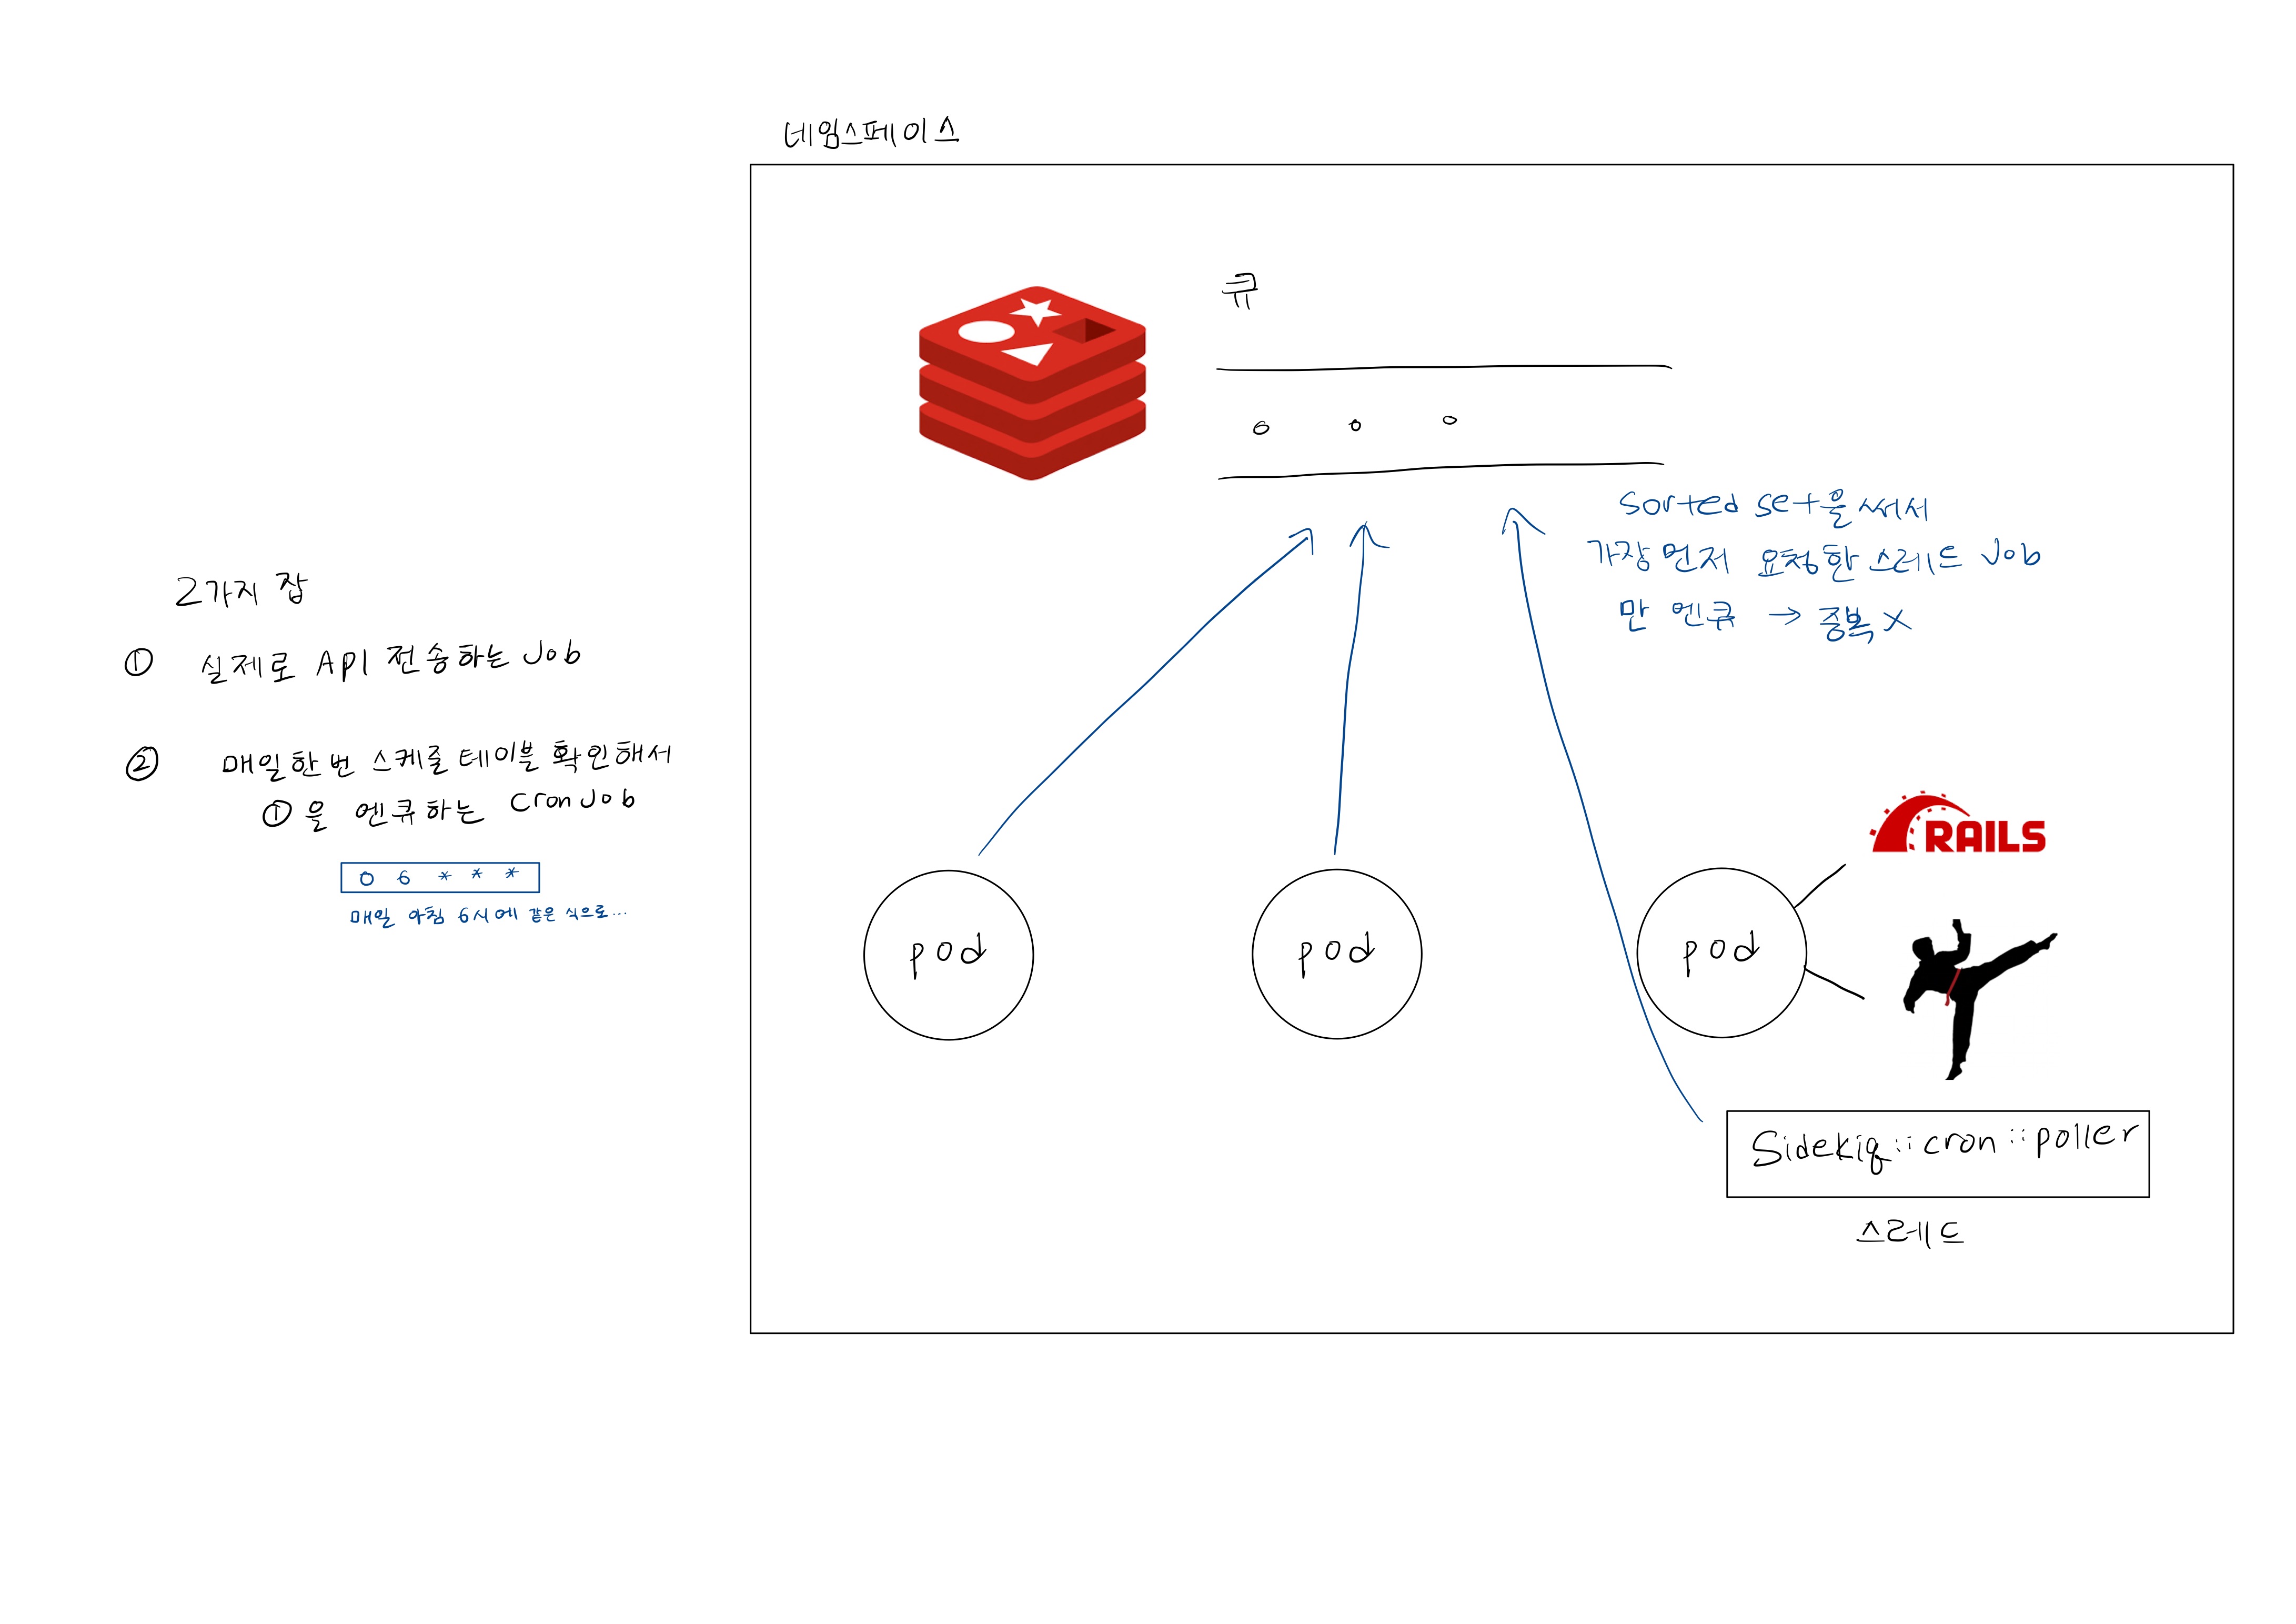 네임스페이스
큐
sorted set을 써서
가장 먼저 요청한 스레드 Job
만 엔큐 → 중복 X
2가지 잡
① 실제로 API 전송하는 Job
② 매일한번 스케줄 테이블 확인해서
①을 엔큐하는 CronJob
0 6 * * *
매일 아침 6시에 같은 식으로...
RAILS
pod
pod
pod
Sidekiq::cron::poller
스레드